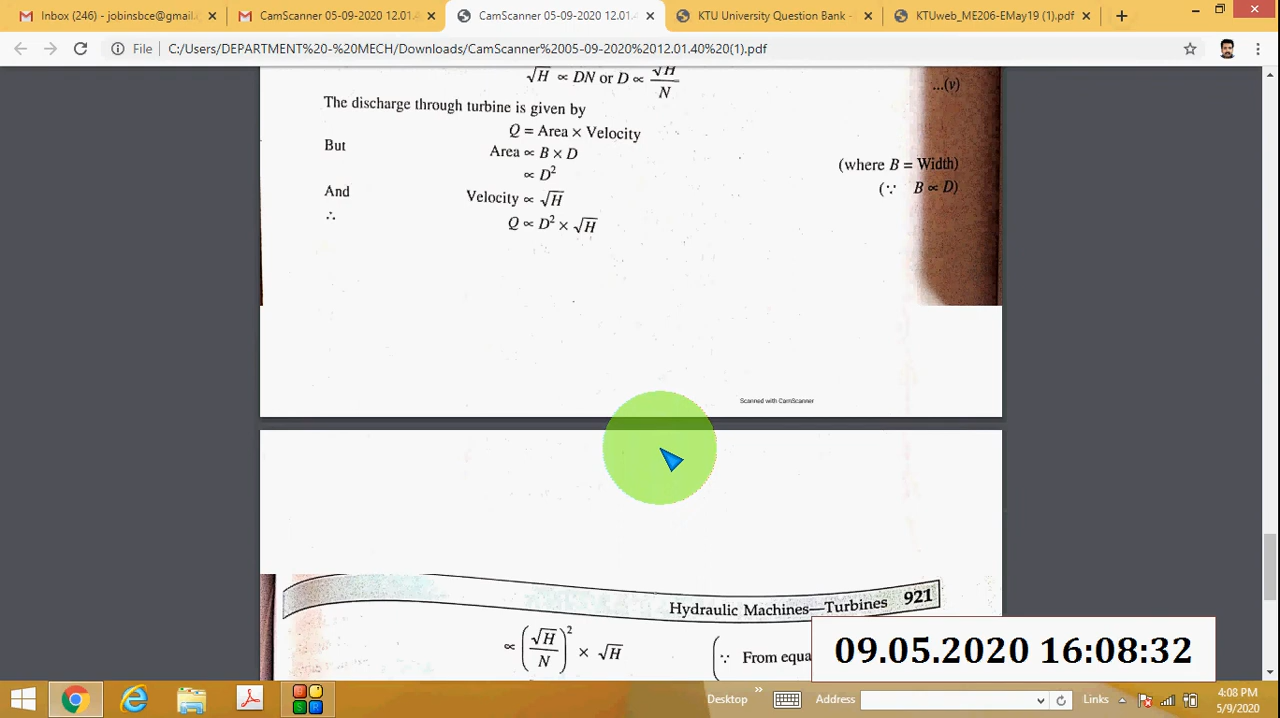 Inbox (246) - jobinsbce@gmail.c
CamScanner 05-09-2020 12.01.4
CamScanner 05-09-2020 12.01.4
KTU University Question Bank -
KTUweb_ME206-EMay19 (1).pdf
File C:/Users/DEPARTMENT%20-%20MECH/Downloads/CamScanner%2005-09-2020%2012.01.40%20(1).pdf
√H ∝ DN or D ∝ √H/N ...(v)
The discharge through turbine is given by
Q = Area × Velocity
But Area ∝ B × D (where B = Width)
∝ D² (∵ B ∝ D)
And Velocity ∝ √H
∴ Q ∝ D² × √H
Scanned with CamScanner
Hydraulic Machines—Turbines 921
∝ (√H/N)² × √H (∵ From equa
09.05.2020 16:08:32
Desktop » Address Links 4:08 PM
5/9/2020